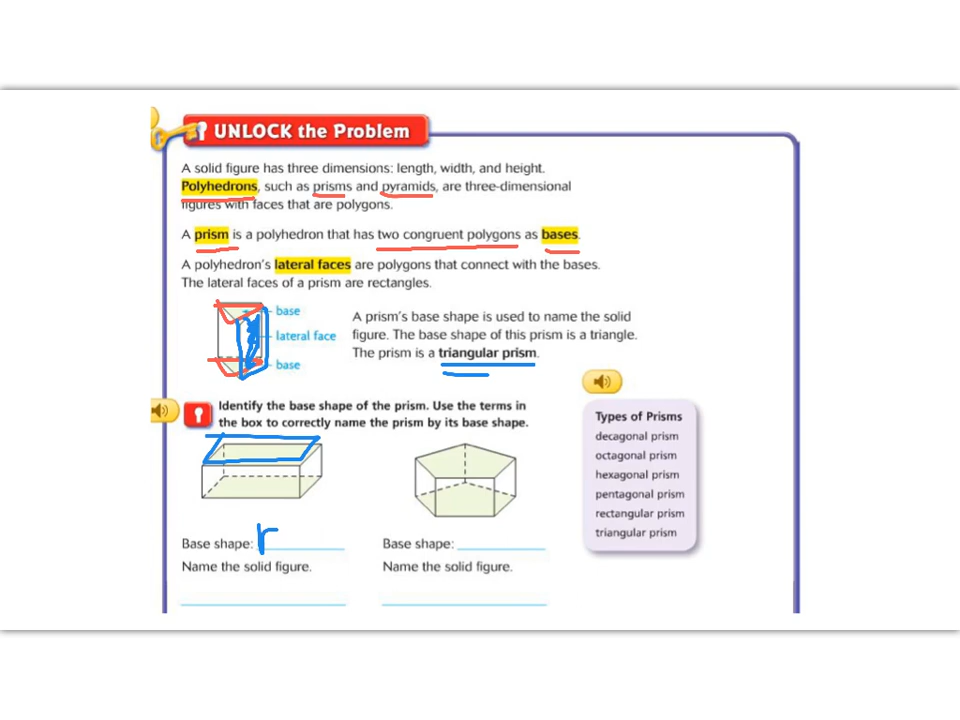 UNLOCK the Problem
A solid figure has three dimensions: length, width, and height.
Polyhedrons, such as prisms and pyramids, are three-dimensional
figures with faces that are polygons.
A prism is a polyhedron that has two congruent polygons as bases.
A polyhedron's lateral faces are polygons that connect with the bases.
The lateral faces of a prism are rectangles.
base
lateral face
base
A prism's base shape is used to name the solid
figure. The base shape of this prism is a triangle.
The prism is a triangular prism.
Identify the base shape of the prism. Use the terms in
the box to correctly name the prism by its base shape.
Types of Prisms
decagonal prism
octagonal prism
hexagonal prism
pentagonal prism
rectangular prism
triangular prism
Base shape: r
Name the solid figure.
Base shape:
Name the solid figure.